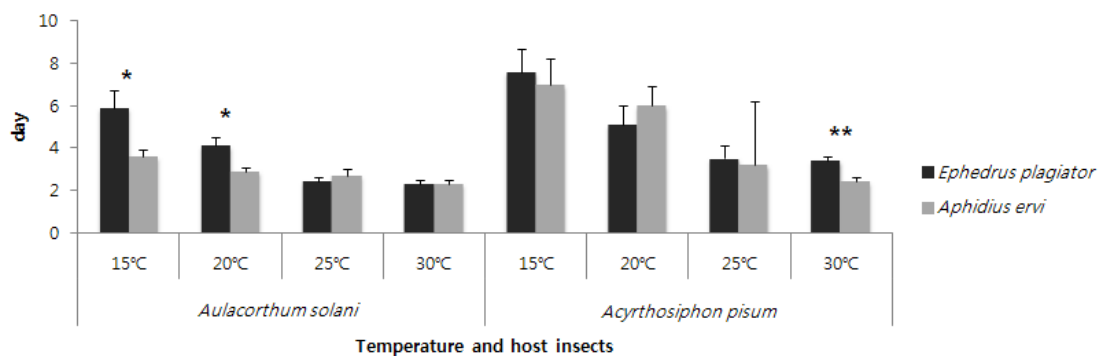 10
8
6
4
2
0
day
*
*
**
15℃ 20℃ 25℃ 30℃ 15℃ 20℃ 25℃ 30℃
Aulacorthum solani Acyrthosiphon pisum
Temperature and host insects
Ephedrus plagiator
Aphidius ervi